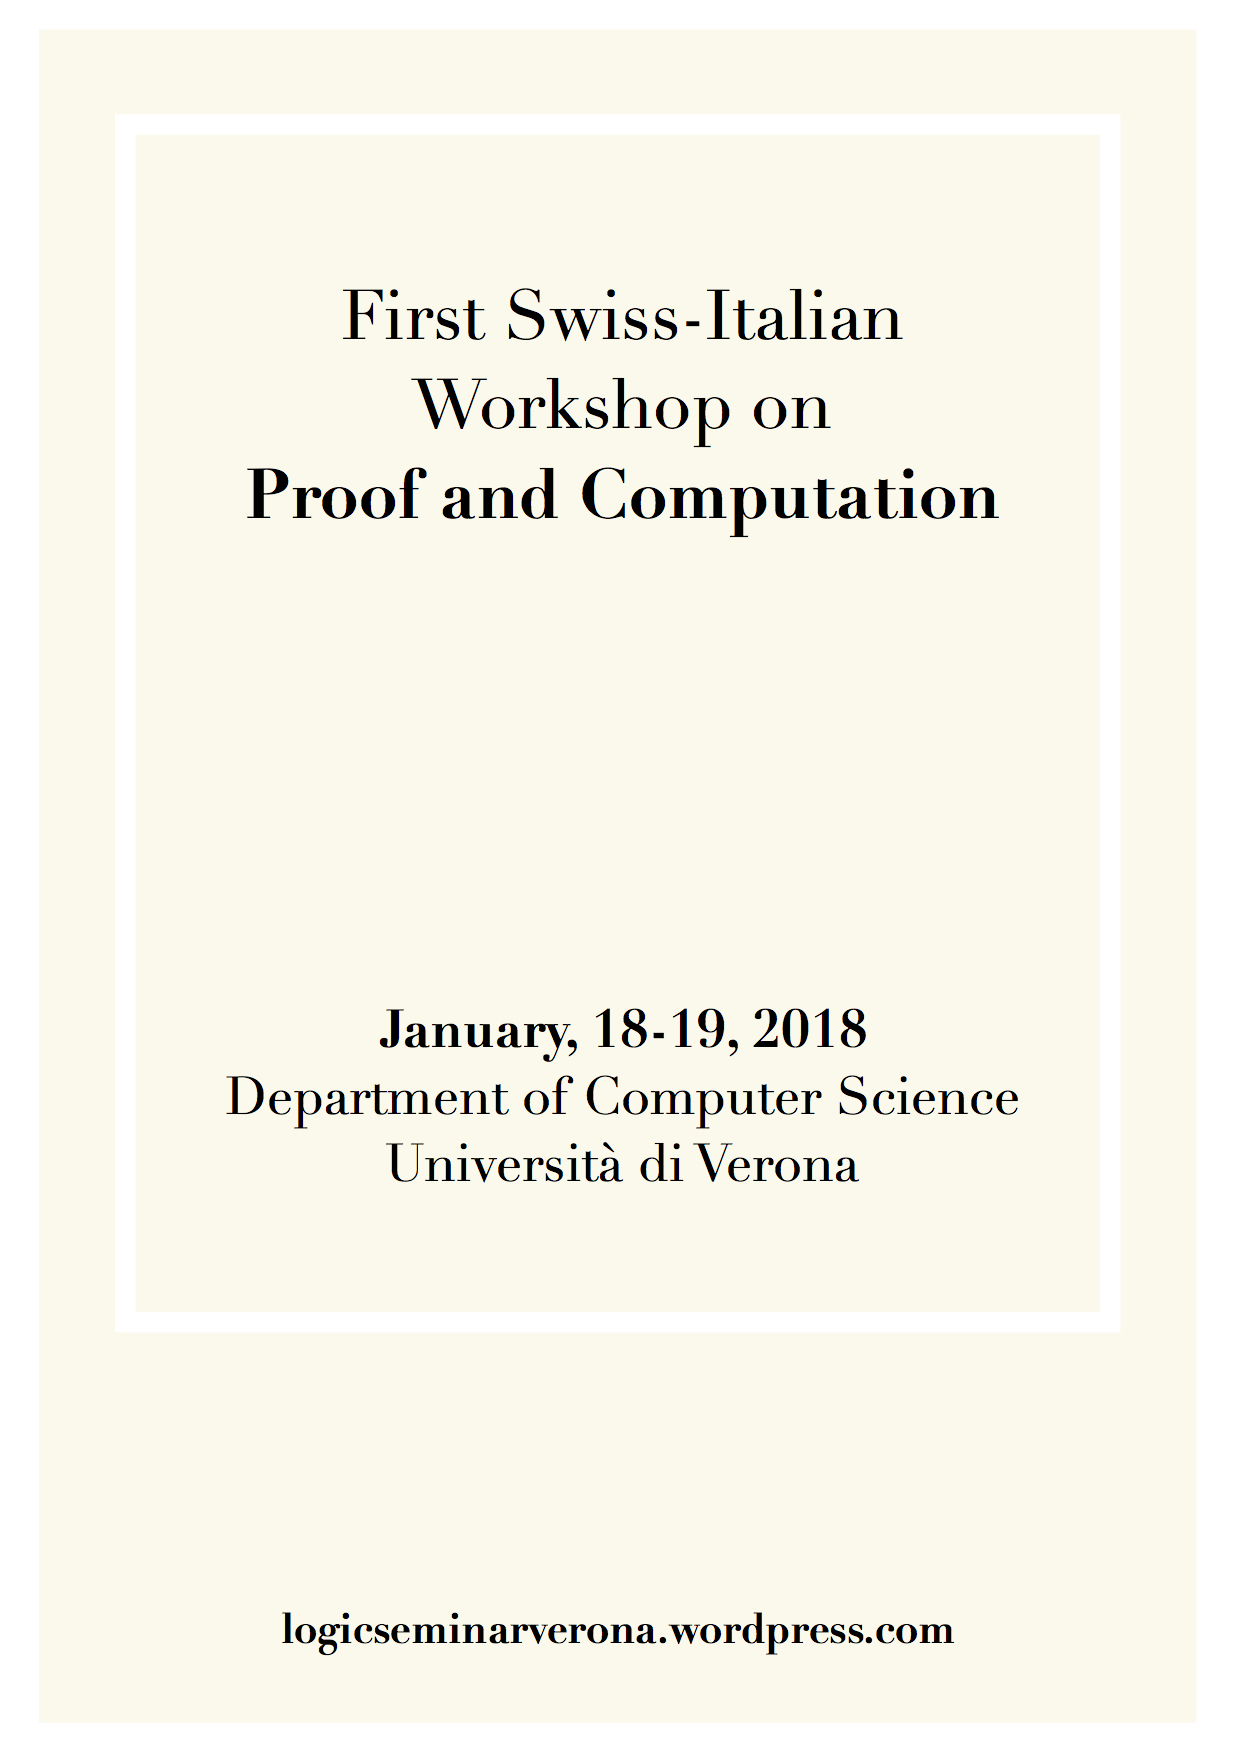 First Swiss-Italian
Workshop on
Proof and Computation
January, 18-19, 2018
Department of Computer Science
Università di Verona
logicseminarverona.wordpress.com